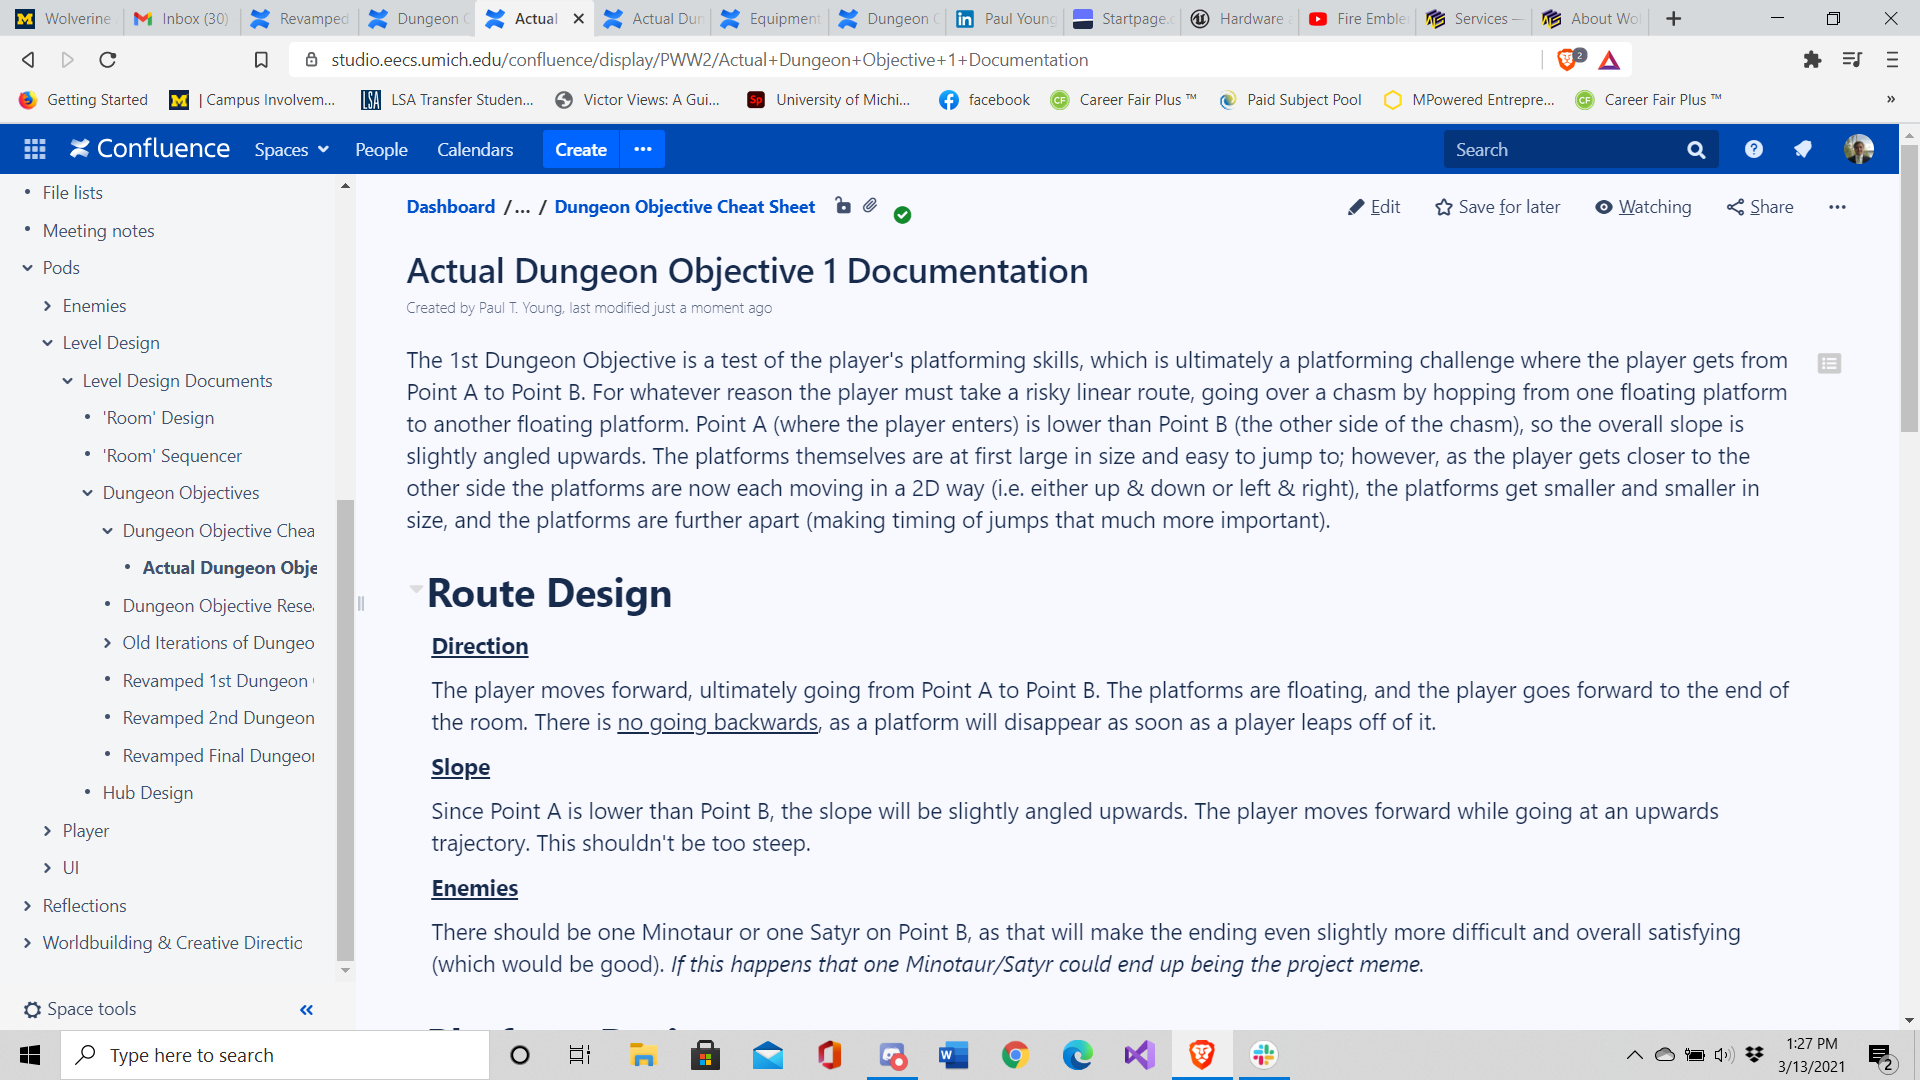 Wolverine
Inbox (30)
Revamped
Dungeon
Actual
Actual Dun
Equipment
Dungeon
Paul Young
Startpage.c
Hardware
Fire Emble
Services —
About Wol
studio.eecs.umich.edu/confluence/display/PWW2/Actual+Dungeon+Objective+1+Documentation
2
Getting Started
| Campus Involvem...
LSA Transfer Studen...
Victor Views: A Gui...
University of Michi...
facebook
Career Fair Plus ™
Paid Subject Pool
MPowered Entrepre...
Career Fair Plus ™
»
Confluence
Spaces
People
Calendars
Create
Search
File lists
Meeting notes
Pods
Enemies
Level Design
Level Design Documents
'Room' Design
'Room' Sequencer
Dungeon Objectives
Dungeon Objective Chea
Actual Dungeon Obje
Dungeon Objective Resea
Old Iterations of Dungeo
Revamped 1st Dungeon
Revamped 2nd Dungeon
Revamped Final Dungeon
Hub Design
Player
UI
Reflections
Worldbuilding & Creative Directio
Space tools
Dashboard /... / Dungeon Objective Cheat Sheet
Edit
Save for later
Watching
Share
Actual Dungeon Objective 1 Documentation
Created by Paul T. Young, last modified just a moment ago
The 1st Dungeon Objective is a test of the player's platforming skills, which is ultimately a platforming challenge where the player gets from
Point A to Point B. For whatever reason the player must take a risky linear route, going over a chasm by hopping from one floating platform
to another floating platform. Point A (where the player enters) is lower than Point B (the other side of the chasm), so the overall slope is
slightly angled upwards. The platforms themselves are at first large in size and easy to jump to; however, as the player gets closer to the
other side the platforms are now each moving in a 2D way (i.e. either up & down or left & right), the platforms get smaller and smaller in
size, and the platforms are further apart (making timing of jumps that much more important).
Route Design
Direction
The player moves forward, ultimately going from Point A to Point B. The platforms are floating, and the player goes forward to the end of
the room. There is no going backwards, as a platform will disappear as soon as a player leaps off of it.
Slope
Since Point A is lower than Point B, the slope will be slightly angled upwards. The player moves forward while going at an upwards
trajectory. This shouldn't be too steep.
Enemies
There should be one Minotaur or one Satyr on Point B, as that will make the ending even slightly more difficult and overall satisfying
(which would be good). If this happens that one Minotaur/Satyr could end up being the project meme.
Type here to search
1:27 PM
3/13/2021
2